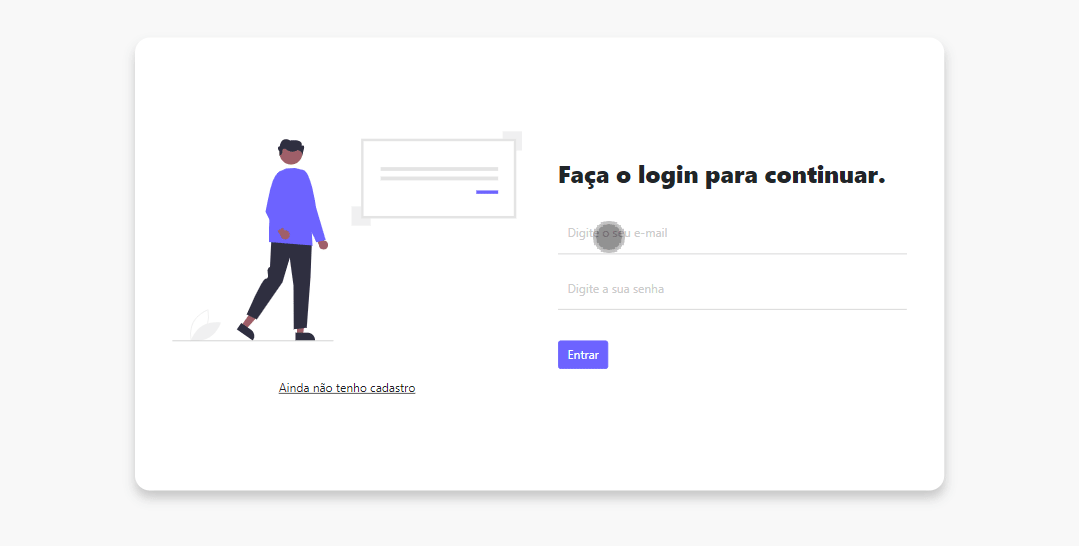 Faça o login para continuar.
Digite o seu e-mail
Digite a sua senha
Entrar
Ainda não tenho cadastro